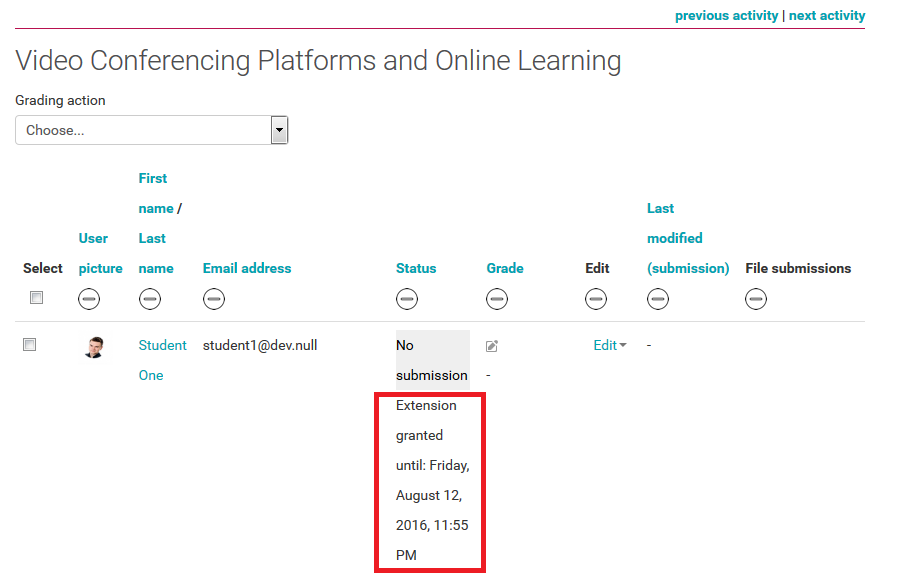 previous activity | next activity
Video Conferencing Platforms and Online Learning
Grading action
Choose...
Select
User
picture
First
name /
Last
name
Email address
Status
Grade
Edit
Last
modified
(submission)
File submissions
Student
One
student1@dev.null
No
submission
Extension
granted
until: Friday,
August 12,
2016, 11:55
PM
-
Edit
-